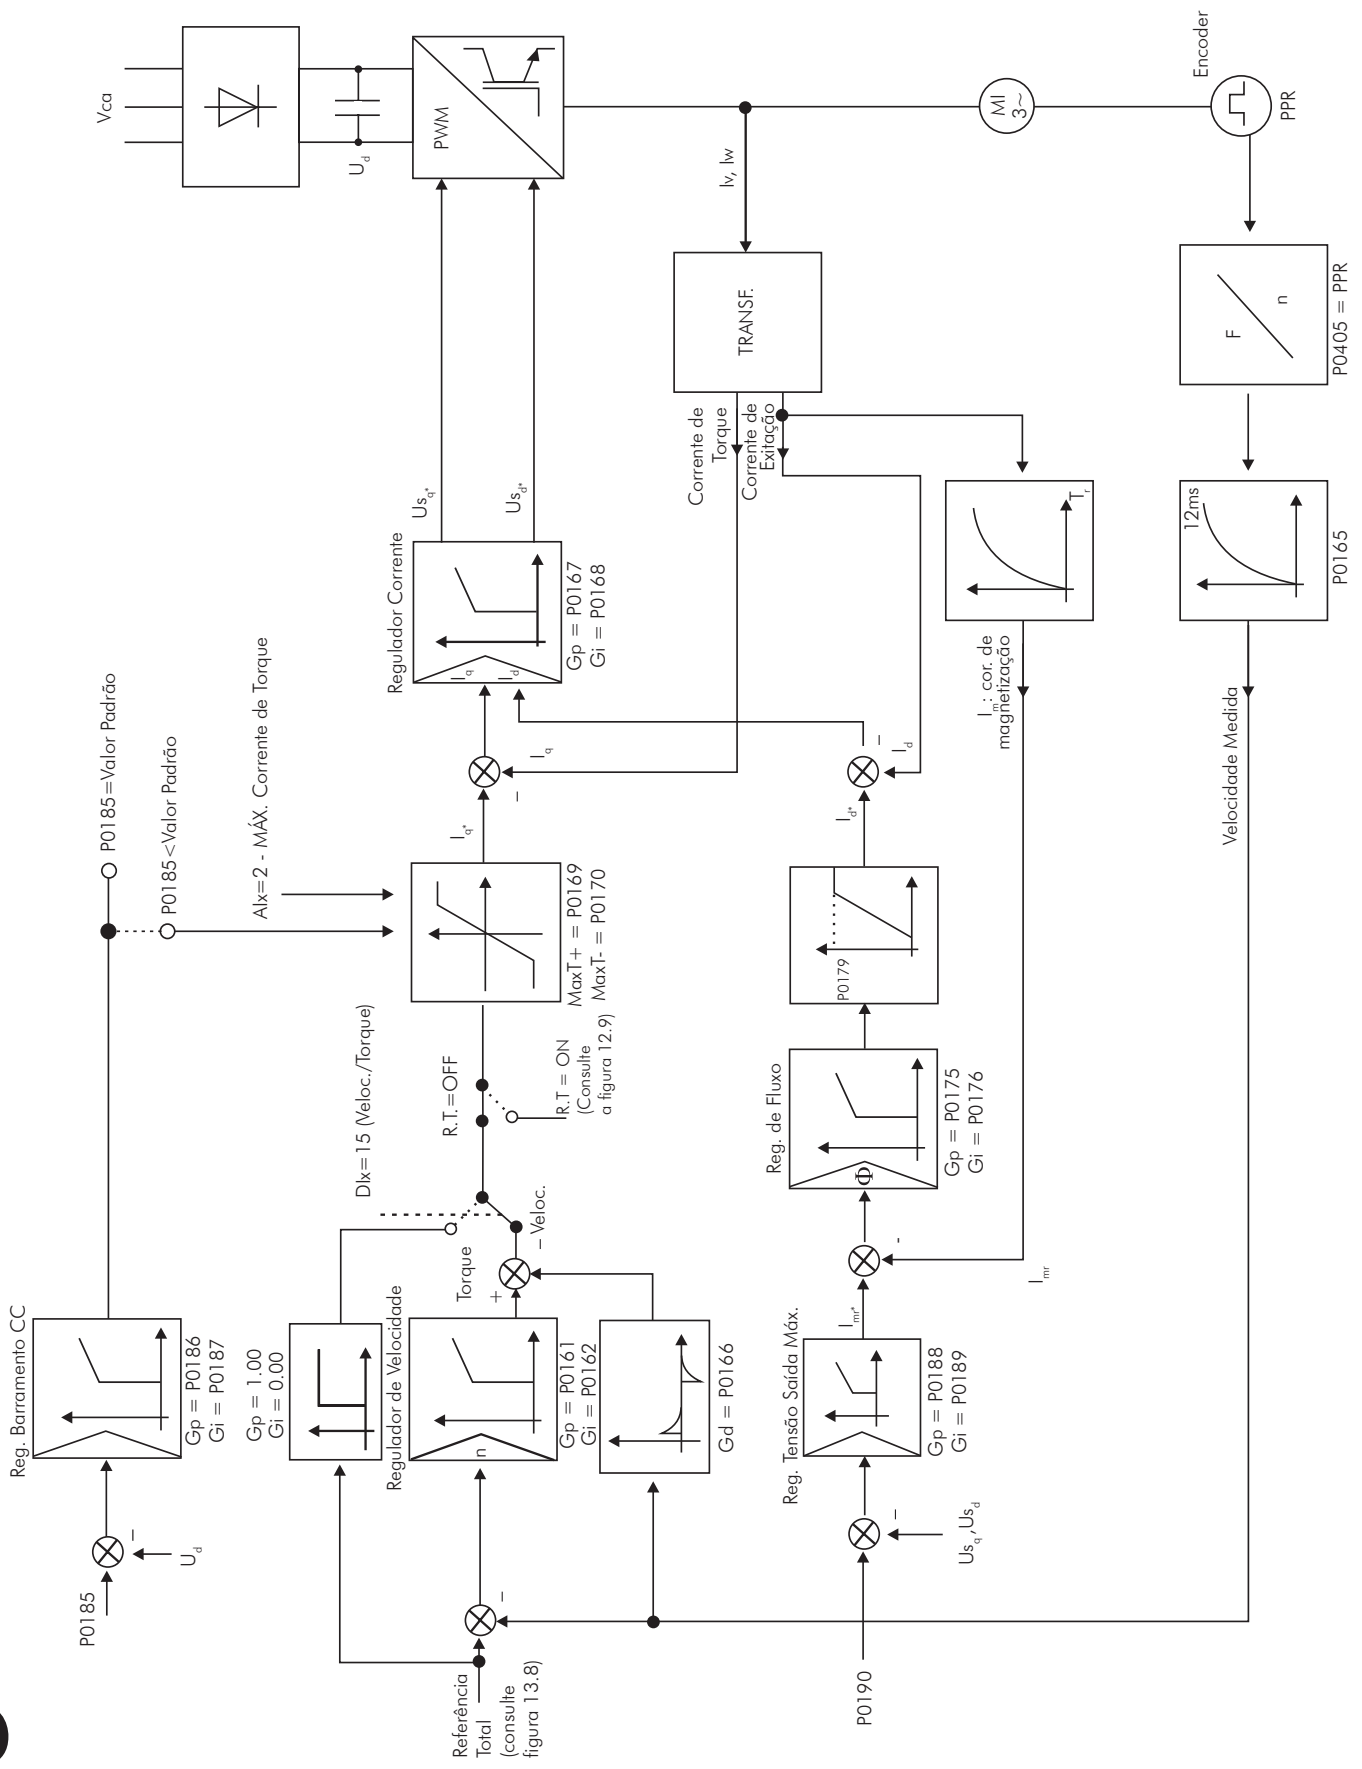 Reg. Barramento CC
P0185
U_d
−
Gp = P0186
Gi = P0187
P0185=Valor Padrão
P0185<Valor Padrão
AIx=2 - MÁX. Corrente de Torque
Vca
U_d
PWM
Gp = 1.00
Gi = 0.00
Regulador de Velocidade
n
Gp = P0161
Gi = P0162
Gd = P0166
Referência
Total
(consulte
figura 13.8)
−
Torque
+
− Veloc.
DIx=15 (Veloc./Torque)
R.T.=OFF
R.T = ON
(Consulte
a figura 12.9)
MaxT+ = P0169
MaxT- = P0170
I_q*
−
I_q
Regulador Corrente
I_q
I_d
Gp = P0167
Gi = P0168
Us_q*
Us_d*
Corrente de
Torque
Corrente de
Exitação
TRANSF.
Iv, Iw
MI
3~
Encoder
PPR
P0190
Us_q, Us_d
−
Reg. Tensão Saída Máx.
Gp = P0188
Gi = P0189
I_mr*
-
I_mr
Reg. de Fluxo
Φ
Gp = P0175
Gi = P0176
P0179
I_d*
−
I_d
I_m: cor. de
magnetização
T_r
Velocidade Medida
12ms
P0165
F
n
P0405 = PPR